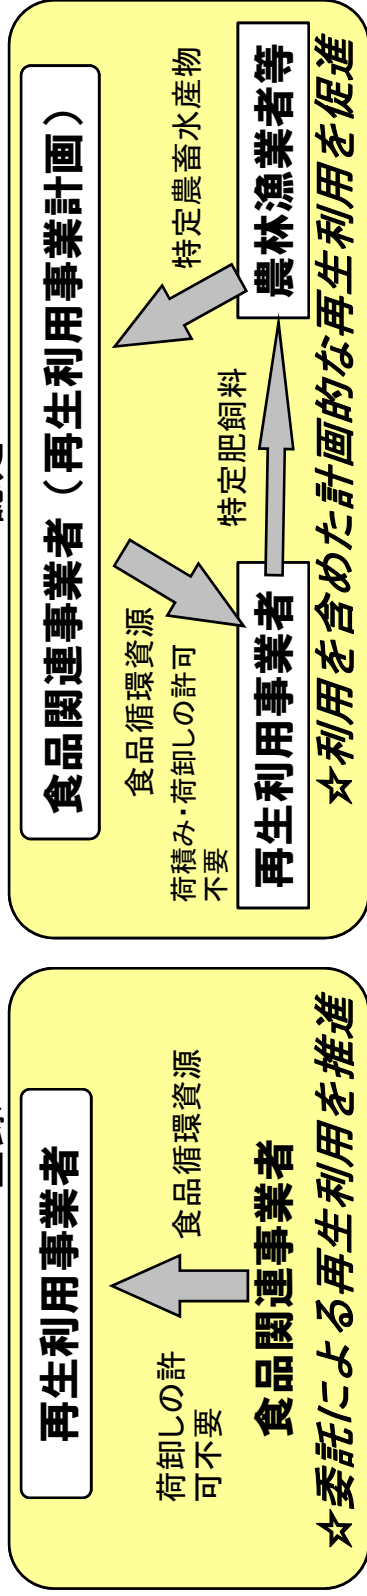 再生利用事業者
荷卸しの許
可不要
食品循環資源
食品関連事業者
☆委託による再生利用を推進
食品関連事業者（再生利用事業計画）
食品循環資源
荷積み・荷卸しの許可
不要
特定農畜水産物
特定肥飼料
再生利用事業者
農林漁業者等
☆利用を含めた計画的な再生利用を促進